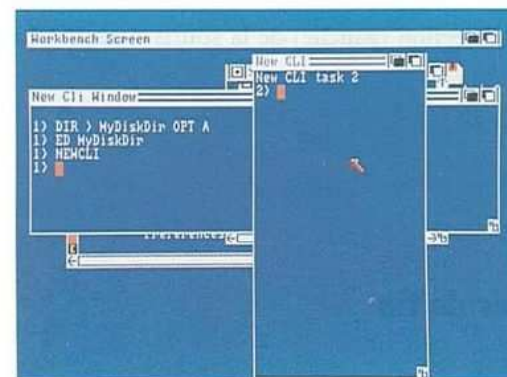 Workbench Screen
New CLI
New CLI task 2
2)
New Cli Window
1) DIR > MyDiskDir OPT A
1) ED MyDiskDir
1) NEWCLI
1)